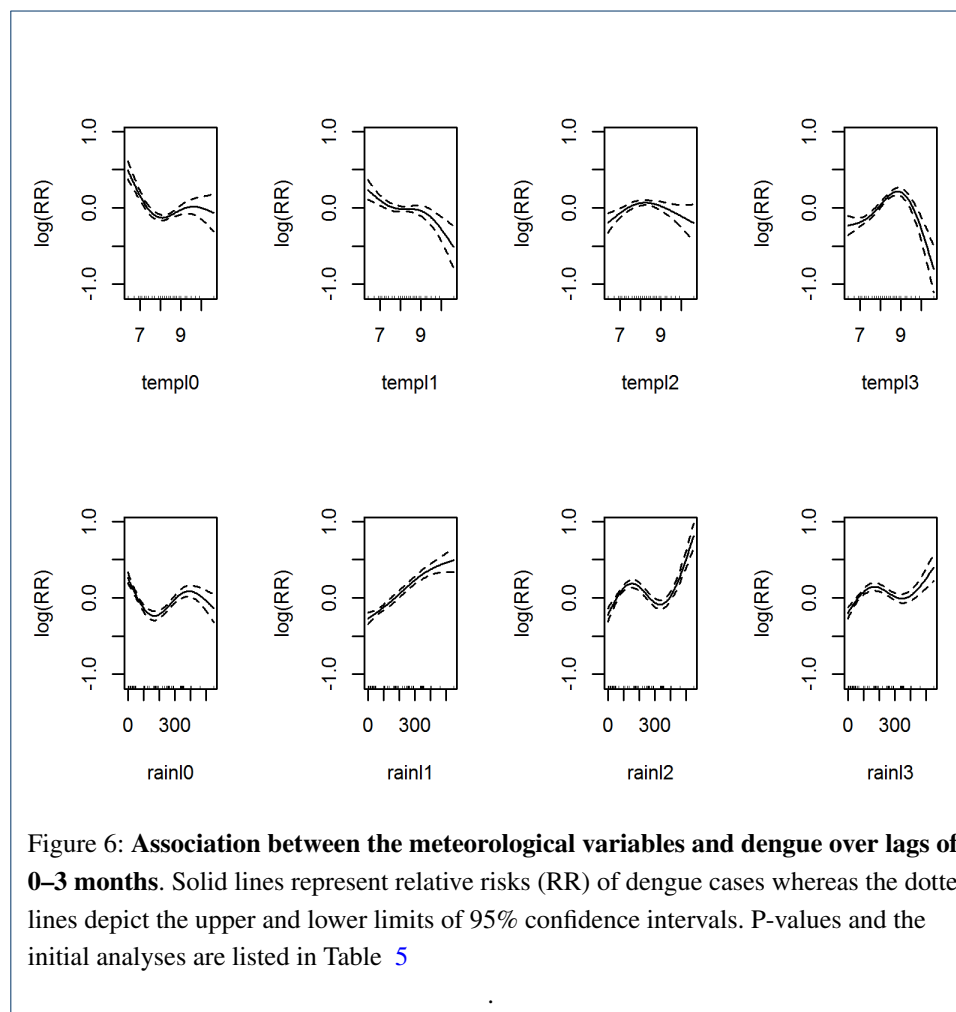 1.0
0.0
-1.0
log(RR)
7 9
templ0
1.0
0.0
-1.0
log(RR)
7 9
templ1
1.0
0.0
-1.0
log(RR)
7 9
templ2
1.0
0.0
-1.0
log(RR)
7 9
templ3
1.0
0.0
-1.0
log(RR)
0 300
rainl0
1.0
0.0
-1.0
log(RR)
0 300
rainl1
1.0
0.0
-1.0
log(RR)
0 300
rainl2
1.0
0.0
-1.0
log(RR)
0 300
rainl3
Figure 6: Association between the meteorological variables and dengue over lags of
0–3 months. Solid lines represent relative risks (RR) of dengue cases whereas the dotte
lines depict the upper and lower limits of 95% confidence intervals. P-values and the
initial analyses are listed in Table 5
.